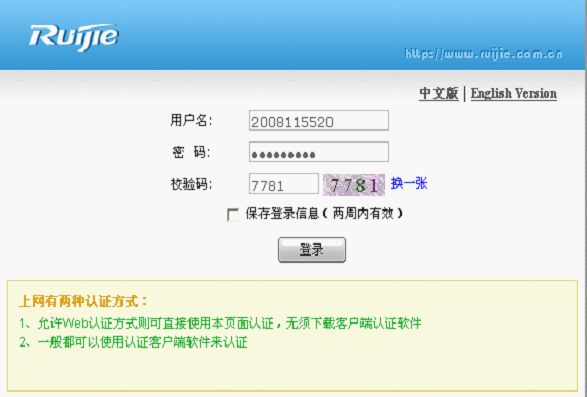 Ruijie
http://www.ruijie.com.cn
中文版 | English Version
用户名: 2008115520
密 码: ●●●●●●●●●
校验码: 7781 7781 换一张
保存登录信息(两周内有效)
登录
上网有两种认证方式：
1、允许Web认证方式则可直接使用本页面认证，无须下载客户端认证软件
2、一般都可以使用认证客户端软件来认证